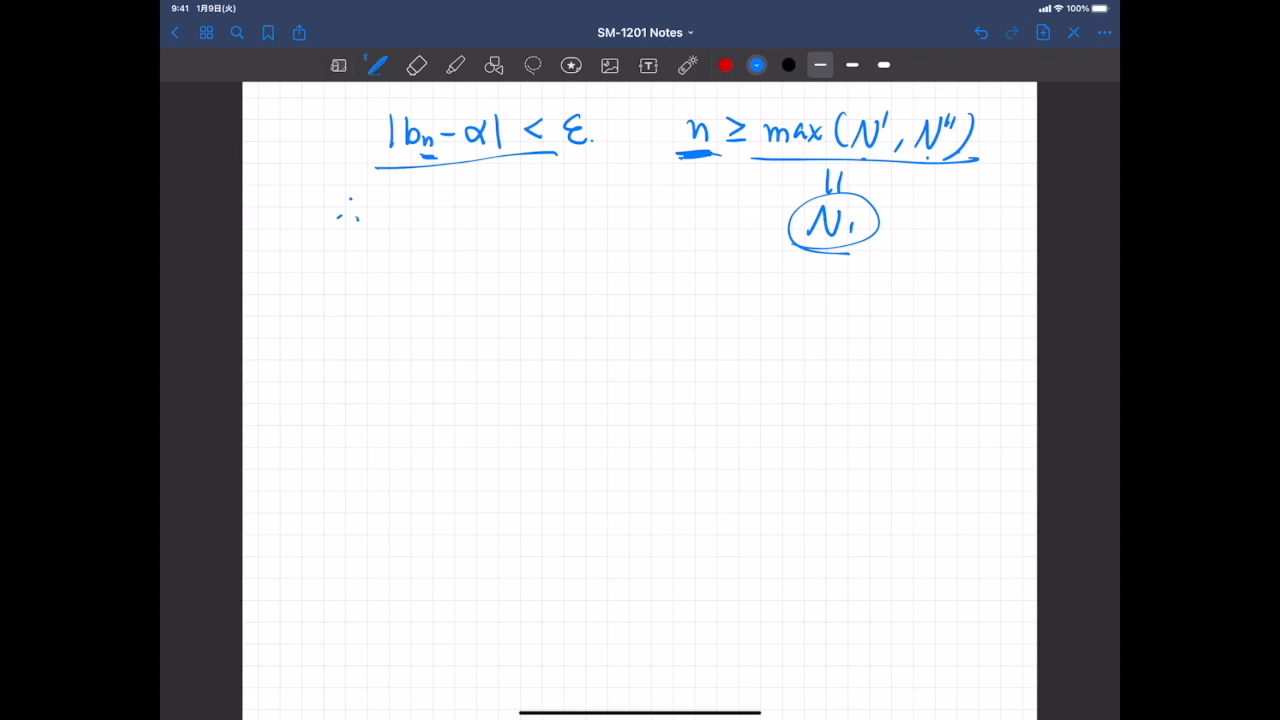 9:41 1月9日(火) 100%
SM-1201 Notes
|bₙ - α| < ε. n ≥ max (N', N'')
||
∴ N₁